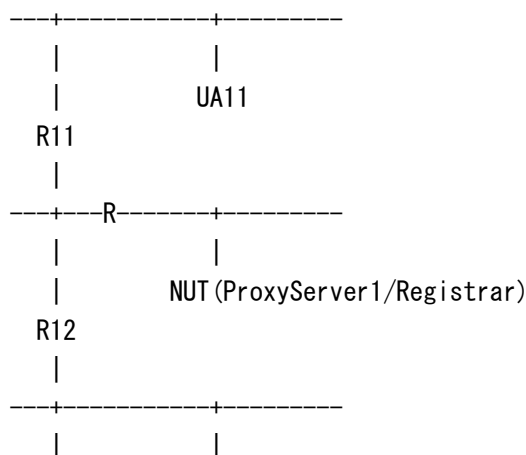 ---+-----------+---------
|           |
|         UA11
R11
|
---+---R-------+---------
|           |
|       NUT(ProxyServer1/Registrar)
R12
|
---+-----------+---------
|           |